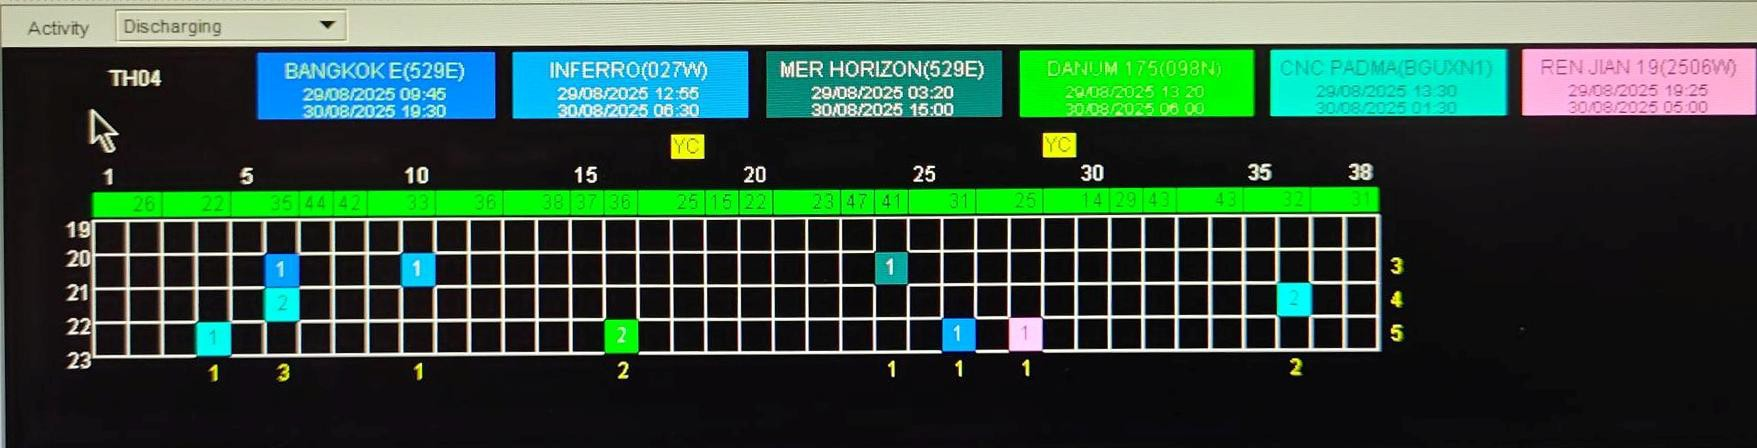 Activity Discharging
TH04
BANGKOK E(529E)
29/08/2025 09:45
30/08/2025 19:30
INFERRO(027W)
29/08/2025 12:55
30/08/2025 06:30
MER HORIZON(529E)
29/08/2025 03:20
30/08/2025 15:00
DANUM 175(098N)
29/08/2025 13:20
30/08/2025 06:00
CNC PADMA(BGUXN1)
29/08/2025 13:30
30/08/2025 01:30
REN JIAN 19(2506W)
29/08/2025 19:25
30/08/2025 05:00
YC YC
1 5 10 15 20 25 30 35 38
26 22 35 44 42 33 36 38 37 36 25 15 22 23 47 41 31 25 14 29 43 43 32 31
19
20 1 1 1 3
21 2 2 4
22 1 2 1 1 5
23
1 3 1 2 1 1 1 2